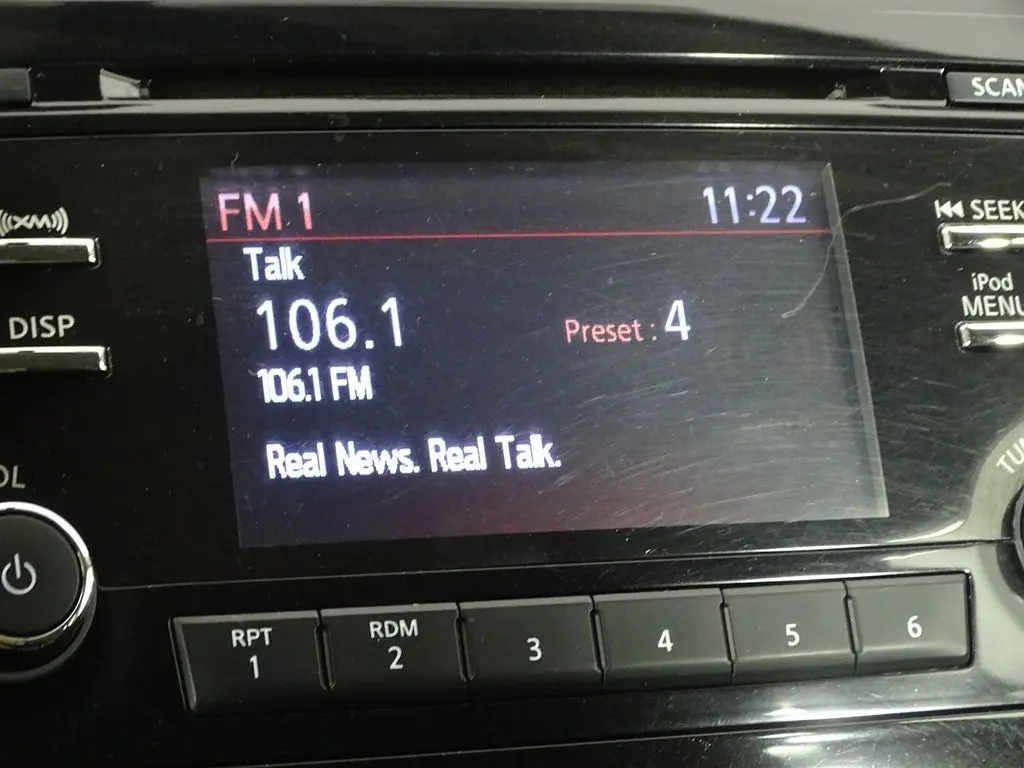 SCAN
XM
FM 1 11:22
SEEK
Talk
iPod
MENU
DISP
106.1 Preset : 4
106.1 FM
Real News. Real Talk.
RPT RDM
1 2 3 4 5 6